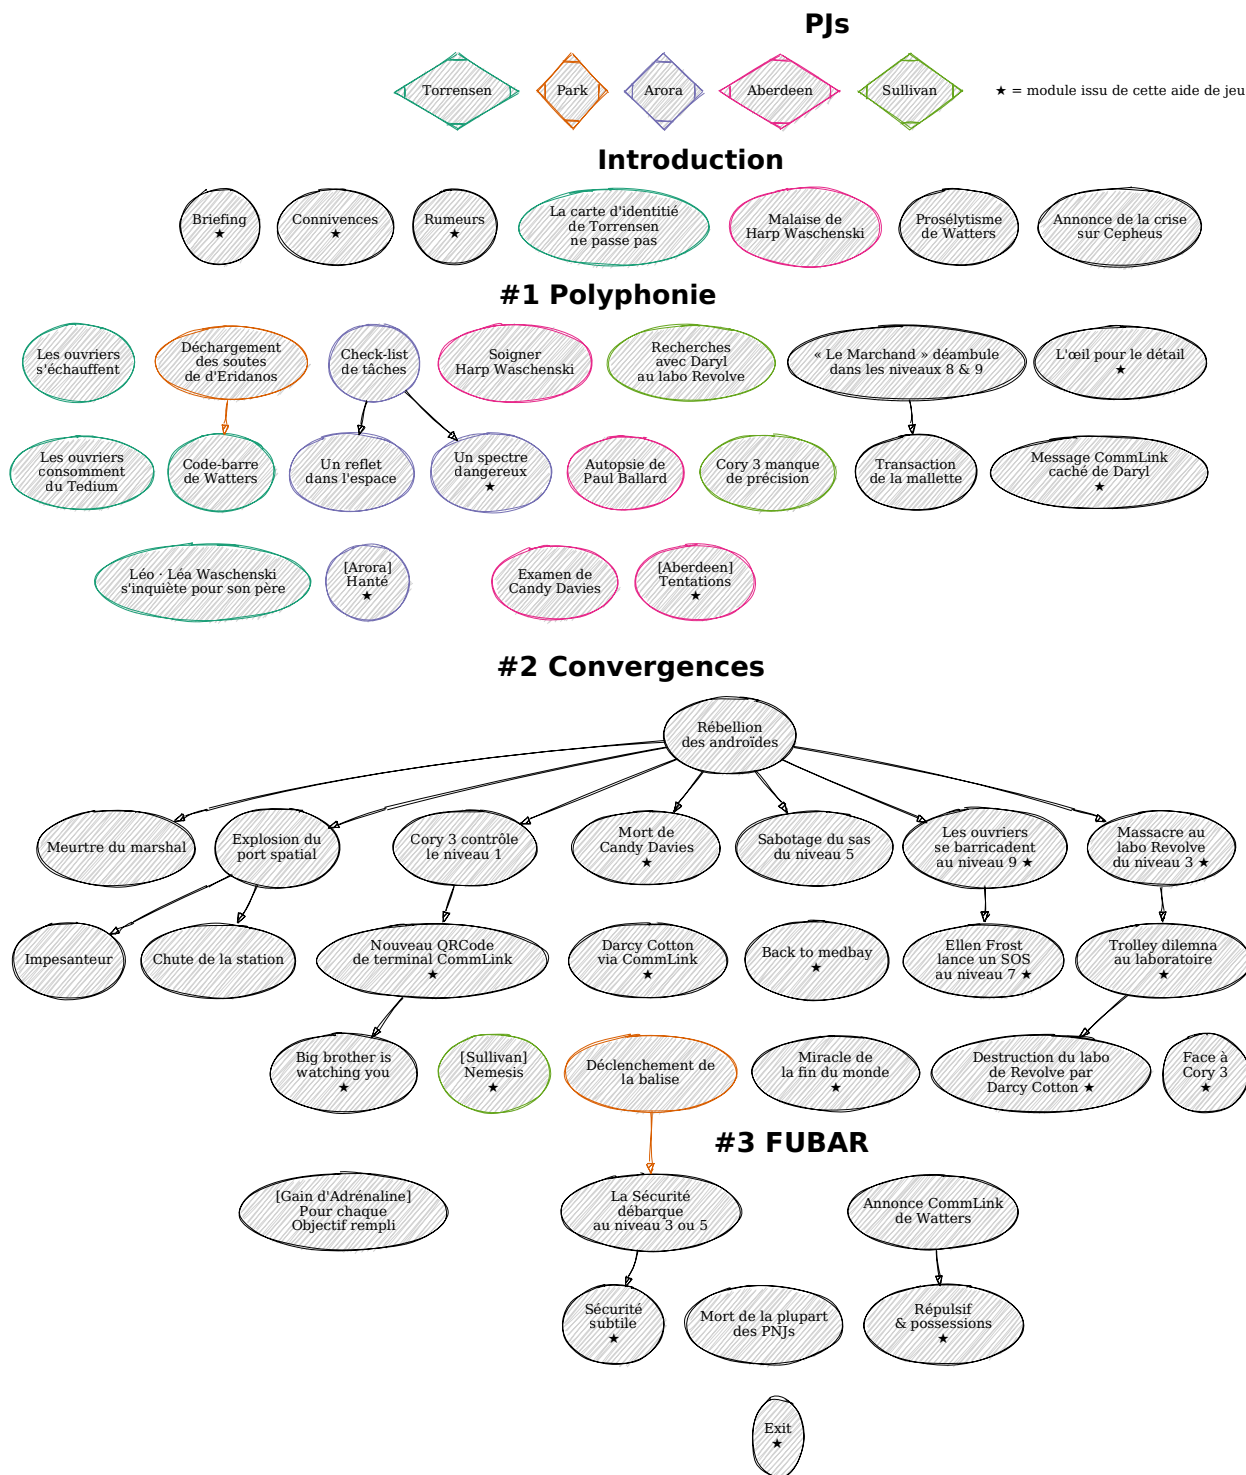 PJs
Torrensen
Park
Arora
Aberdeen
Sullivan
★ = module issu de cette aide de jeu
Introduction
Briefing
★
Connivences
★
Rumeurs
★
La carte d'identitié
de Torrensen
ne passe pas
Malaise de
Harp Waschenski
Prosélytisme
de Watters
Annonce de la crise
sur Cepheus
#1 Polyphonie
Les ouvriers
s'échauffent
Déchargement
des soutes
de d'Eridanos
Check-list
de tâches
Soigner
Harp Waschenski
Recherches
avec Daryl
au labo Revolve
« Le Marchand » déambule
dans les niveaux 8 & 9
L'œil pour le détail
★
Les ouvriers
consomment
du Tedium
Code-barre
de Watters
Un reflet
dans l'espace
Un spectre
dangereux
★
Autopsie de
Paul Ballard
Cory 3 manque
de précision
Transaction
de la mallette
Message CommLink
caché de Daryl
★
Léo · Léa Waschenski
s'inquiète pour son père
[Arora]
Hanté
★
Examen de
Candy Davies
[Aberdeen]
Tentations
★
#2 Convergences
Rébellion
des androïdes
Meurtre du marshal
Explosion du
port spatial
Cory 3 contrôle
le niveau 1
Mort de
Candy Davies
★
Sabotage du sas
du niveau 5
Les ouvriers
se barricadent
au niveau 9 ★
Massacre au
labo Revolve
du niveau 3 ★
Impesanteur
Chute de la station
Nouveau QRCode
de terminal CommLink
★
Darcy Cotton
via CommLink
★
Back to medbay
★
Ellen Frost
lance un SOS
au niveau 7 ★
Trolley dilemna
au laboratoire
★
Big brother is
watching you
★
[Sullivan]
Nemesis
★
Déclenchement de
la balise
Miracle de
la fin du monde
★
Destruction du labo
de Revolve par
Darcy Cotton ★
Face à
Cory 3
★
#3 FUBAR
[Gain d'Adrénaline]
Pour chaque
Objectif rempli
La Sécurité
débarque
au niveau 3 ou 5
Annonce CommLink
de Watters
Sécurité
subtile
★
Mort de la plupart
des PNJs
Répulsif
& possessions
★
Exit
★